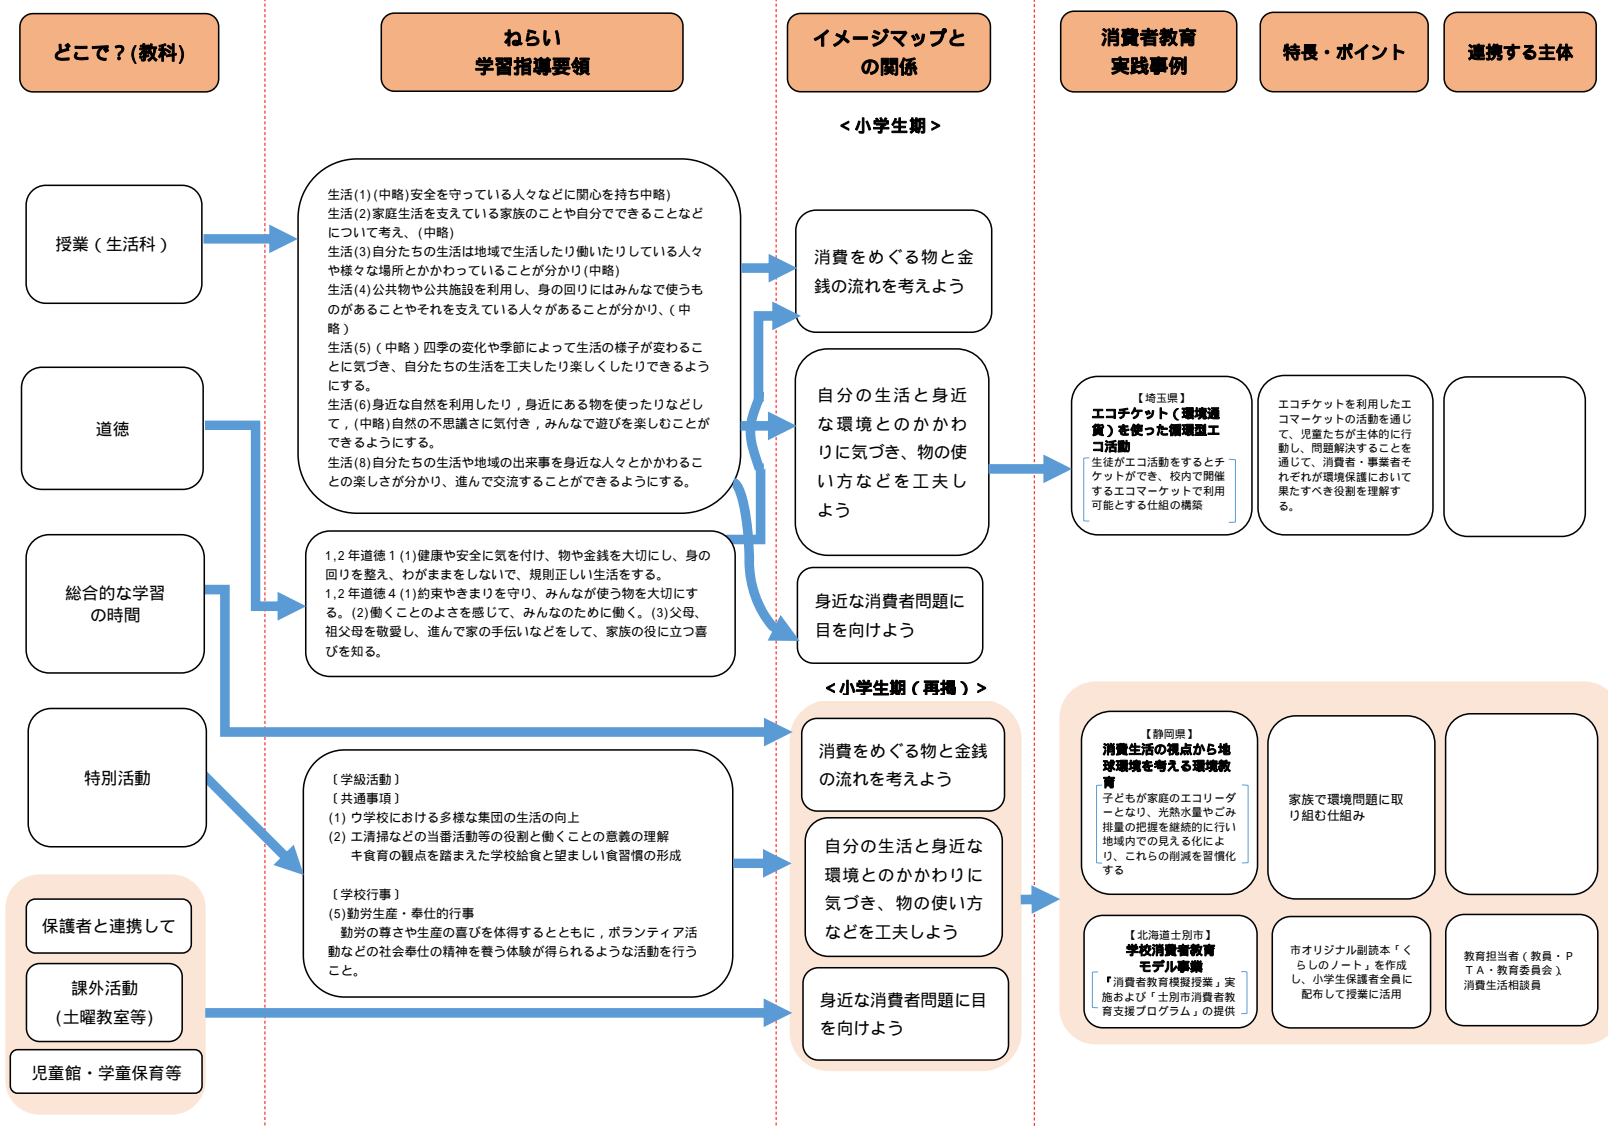 どこで？(教科)
ねらい
学習指導要領
イメージマップと
の関係
消費者教育
実践事例
特長・ポイント
連携する主体
＜小学生期＞
授業（生活科）
道徳
総合的な学習
の時間
特別活動
保護者と連携して
課外活動
(土曜教室等)
児童館・学童保育等
生活(1)(中略)安全を守っている人々などに関心を持ち中略)
生活(2)家庭生活を支えている家族のことや自分でできることなど
について考え、(中略)
生活(3)自分たちの生活は地域で生活したり働いたりしている人々
や様々な場所とかかわっていることが分かり(中略)
生活(4)公共物や公共施設を利用し、身の回りにはみんなで使うも
のがあることやそれを支えている人々があることが分かり、（中
略）
生活(5)（中略）四季の変化や季節によって生活の様子が変わるこ
とに気づき、自分たちの生活を工夫したり楽しくしたりできるよう
にする。
生活(6)身近な自然を利用したり，身近にある物を使ったりなどし
て，(中略)自然の不思議さに気付き，みんなで遊びを楽しむことが
できるようにする。
生活(8)自分たちの生活や地域の出来事を身近な人々とかかわるこ
との楽しさが分かり、進んで交流することができるようにする。
1,2年道徳1(1)健康や安全に気を付け、物や金銭を大切にし、身の
回りを整え、わがままをしないで、規則正しい生活をする。
1,2年道徳4(1)約束やきまりを守り、みんなが使う物を大切にす
る。(2)働くことのよさを感じて、みんなのために働く。(3)父母、
祖父母を敬愛し、進んで家の手伝いなどをして、家族の役に立つ喜
びを知る。
〔学級活動〕
〔共通事項〕
(1) ウ学校における多様な集団の生活の向上
(2) エ清掃などの当番活動等の役割と働くことの意義の理解
キ食育の観点を踏まえた学校給食と望ましい食習慣の形成
〔学校行事〕
(5)勤労生産・奉仕的行事
勤労の尊さや生産の喜びを体得するとともに，ボランティア活
動などの社会奉仕の精神を養う体験が得られるような活動を行う
こと。
消費をめぐる物と金
銭の流れを考えよう
自分の生活と身近
な環境とのかかわ
りに気づき、物の使
い方などを工夫し
よう
身近な消費者問題に
目を向けよう
＜小学生期（再掲）＞
消費をめぐる物と金銭
の流れを考えよう
自分の生活と身近な
環境とのかかわりに
気づき、物の使い方
などを工夫しよう
身近な消費者問題に目
を向けよう
【埼玉県】
エコチケット（環境通
貨）を使った循環型エ
コ活動
生徒がエコ活動をするとチ
ケットができ、校内で開催
するエコマーケットで利用
可能とする仕組の構築
エコチケットを利用したエ
コマーケットの活動を通じ
て、児童たちが主体的に行
動し、問題解決することを
通じて、消費者・事業者そ
れぞれが環境保護において
果たすべき役割を理解す
る。
【静岡県】
消費生活の視点から地
球環境を考える環境教
育
子どもが家庭のエコリーダ
ーとなり、光熱水量やごみ
排量の把握を継続的に行い
地域内での見える化によ
り、これらの削減を習慣化
する
家族で環境問題に取
り組む仕組み
【北海道士別市】
学校消費者教育
モデル事業
「消費者教育模擬授業」実
施および「士別市消費者教
育支援プログラム」の提供
市オリジナル副読本「く
らしのノート」を作成
し、小学生保護者全員に
配布して授業に活用
教育担当者（教員・Ｐ
ＴＡ・教育委員会）、
消費生活相談員